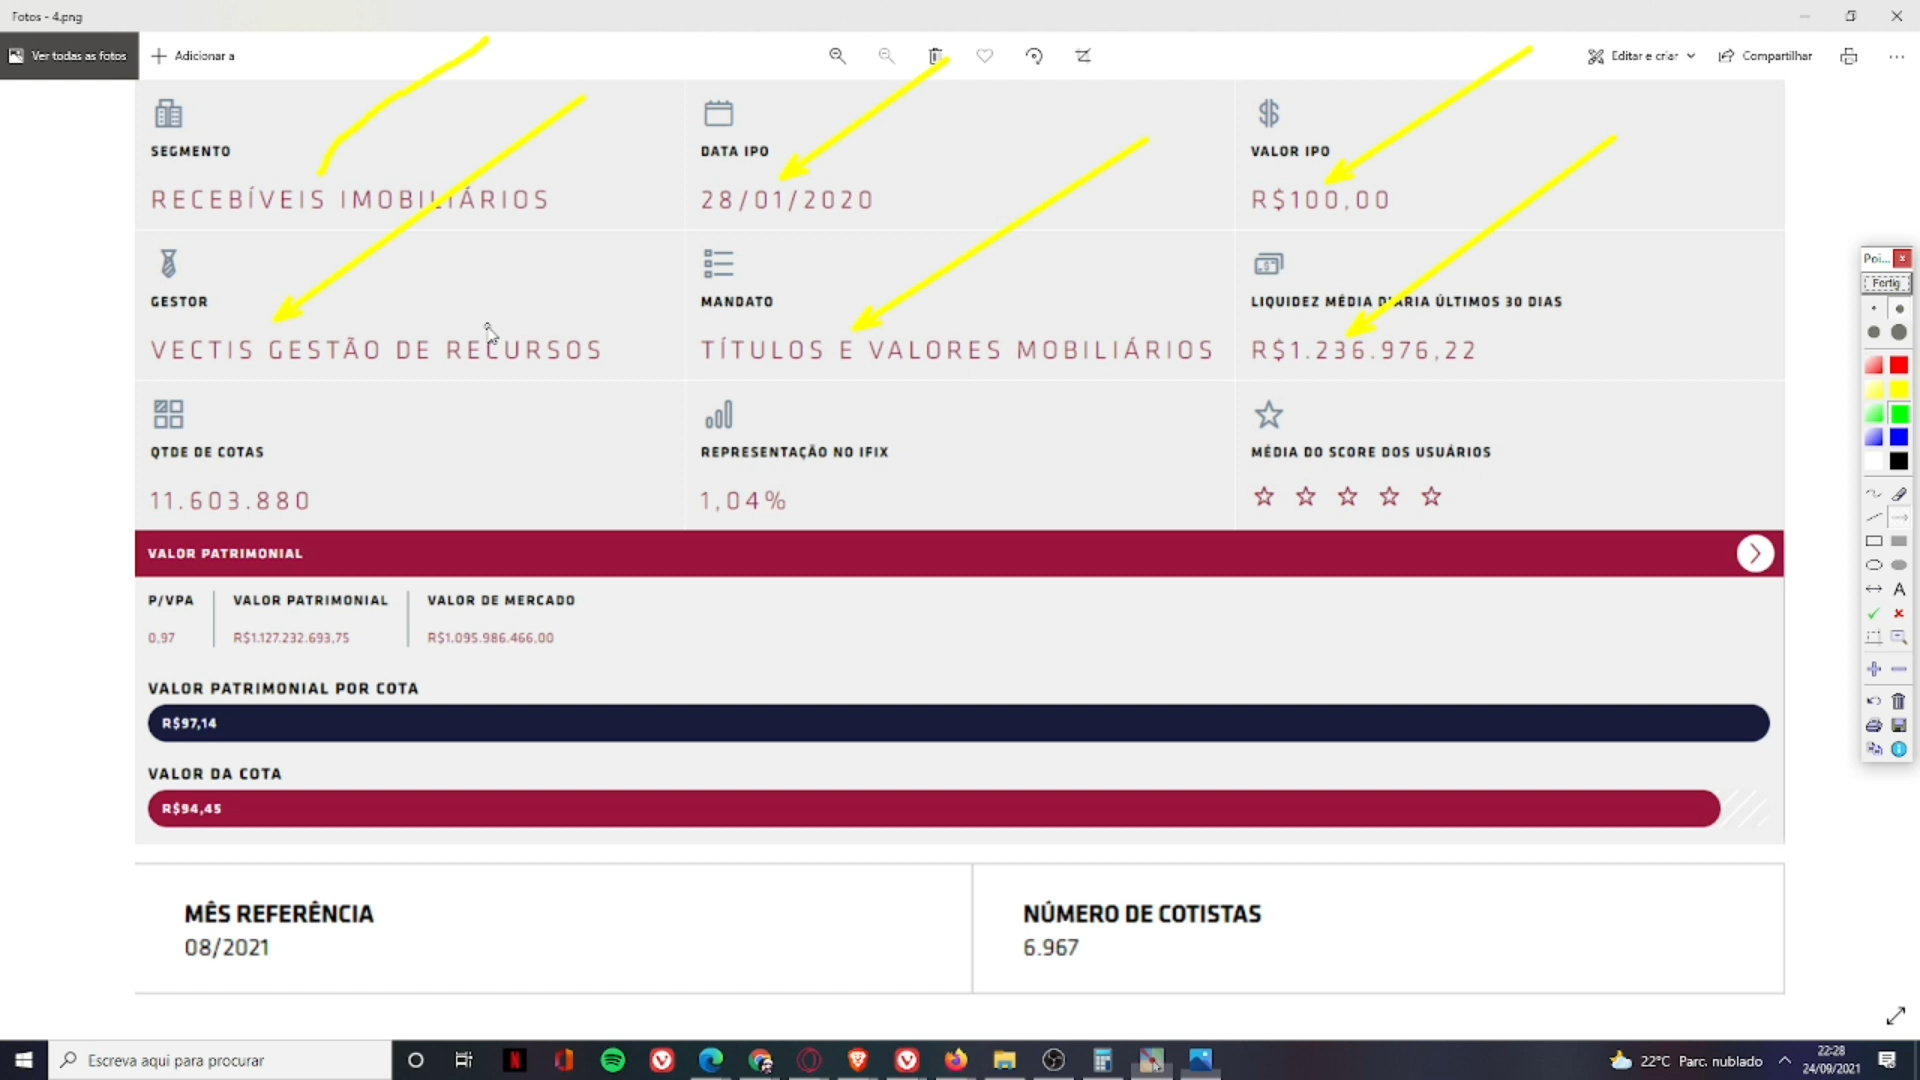 Fotos - 4.png
Ver todas as fotos
Adicionar a
Editar e criar
Compartilhar
SEGMENTO
RECEBÍVEIS IMOBILIÁRIOS
DATA IPO
28/01/2020
VALOR IPO
R$100,00
GESTOR
VECTIS GESTÃO DE RECURSOS
MANDATO
TÍTULOS E VALORES MOBILIÁRIOS
LIQUIDEZ MÉDIA DIÁRIA ÚLTIMOS 30 DIAS
R$1.236.976,22
QTDE DE COTAS
11.603.880
REPRESENTAÇÃO NO IFIX
1,04%
MÉDIA DO SCORE DOS USUÁRIOS
VALOR PATRIMONIAL
P/VPA
0,97
VALOR PATRIMONIAL
R$1.127.232.693,75
VALOR DE MERCADO
R$1.095.986.466,00
VALOR PATRIMONIAL POR COTA
R$97,14
VALOR DA COTA
R$94,45
MÊS REFERÊNCIA
08/2021
NÚMERO DE COTISTAS
6.967
Poi...
Fertig
A
Escreva aqui para procurar
22°C Parc. nublado
22:28
24/09/2021